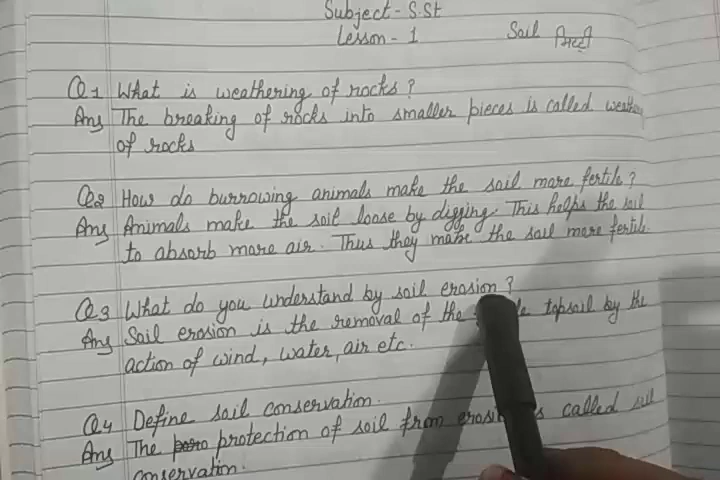 Subject - S.St
Lesson - 1 Soil मिट्टी
Q1 What is weathering of rocks?
Ans The breaking of rocks into smaller pieces is called
of rocks
Q2 How do burrowing animals make the soil more fertile?
Ans Animals make the soil loose by digging. This helps the soil
to absorb more air. Thus they make the soil more fertile.
Q3 What do you understand by soil erosion?
Ans Soil erosion is the removal of the topsoil by the
action of wind, water, air etc.
Q4 Define soil conservation.
Ans The protection of soil from called soil
conservation.